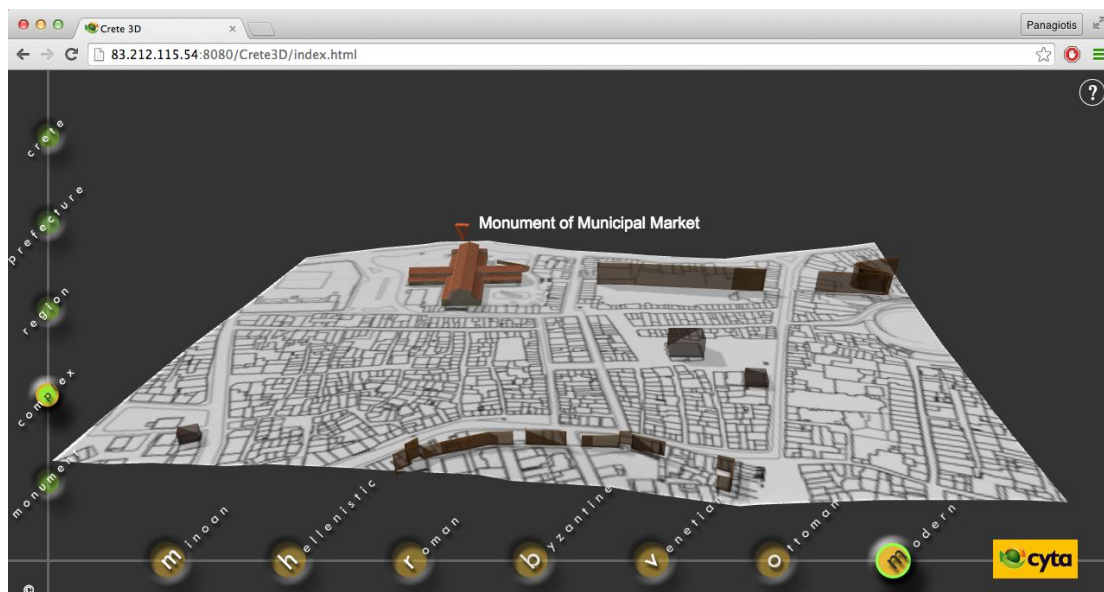 Crete 3D
Panagiotis
83.212.115.54:8080/Crete3D/index.html
?
crete
prefecture
region
complex
monument
Monument of Municipal Market
minoan
hellenistic
roman
byzantine
venetian
ottoman
modern
cyta
©